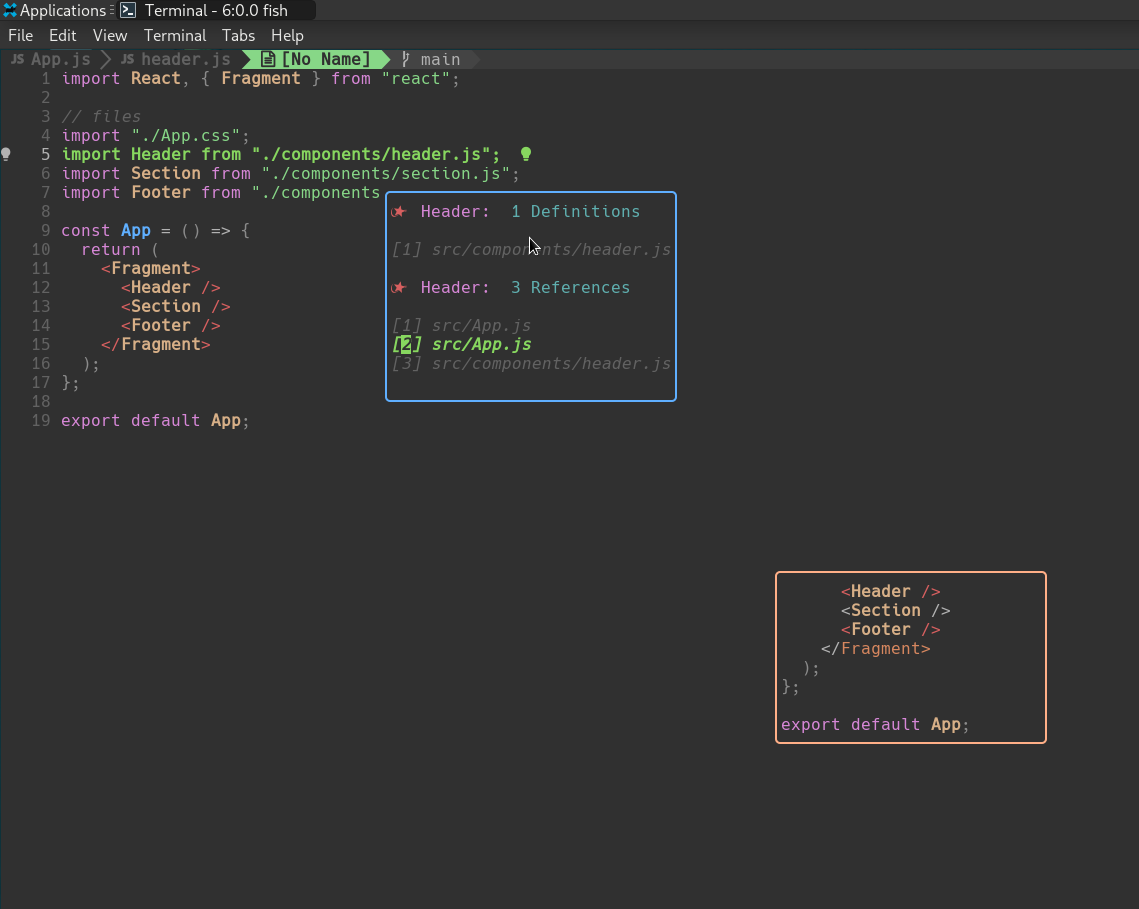 Applications Terminal - 6:0.0 fish
File Edit View Terminal Tabs Help
JS App.js JS header.js [No Name] main
1 import React, { Fragment } from "react";
2
3 // files
4 import "./App.css";
5 import Header from "./components/header.js";
6 import Section from "./components/section.js";
7 import Footer from "./components
8
9 const App = () => {
10 return (
11 <Fragment>
12 <Header />
13 <Section />
14 <Footer />
15 </Fragment>
16 );
17 };
18
19 export default App;
Header: 1 Definitions
[1] src/components/header.js
Header: 3 References
[1] src/App.js
[2] src/App.js
[3] src/components/header.js
<Header />
<Section />
<Footer />
</Fragment>
);
};
export default App;